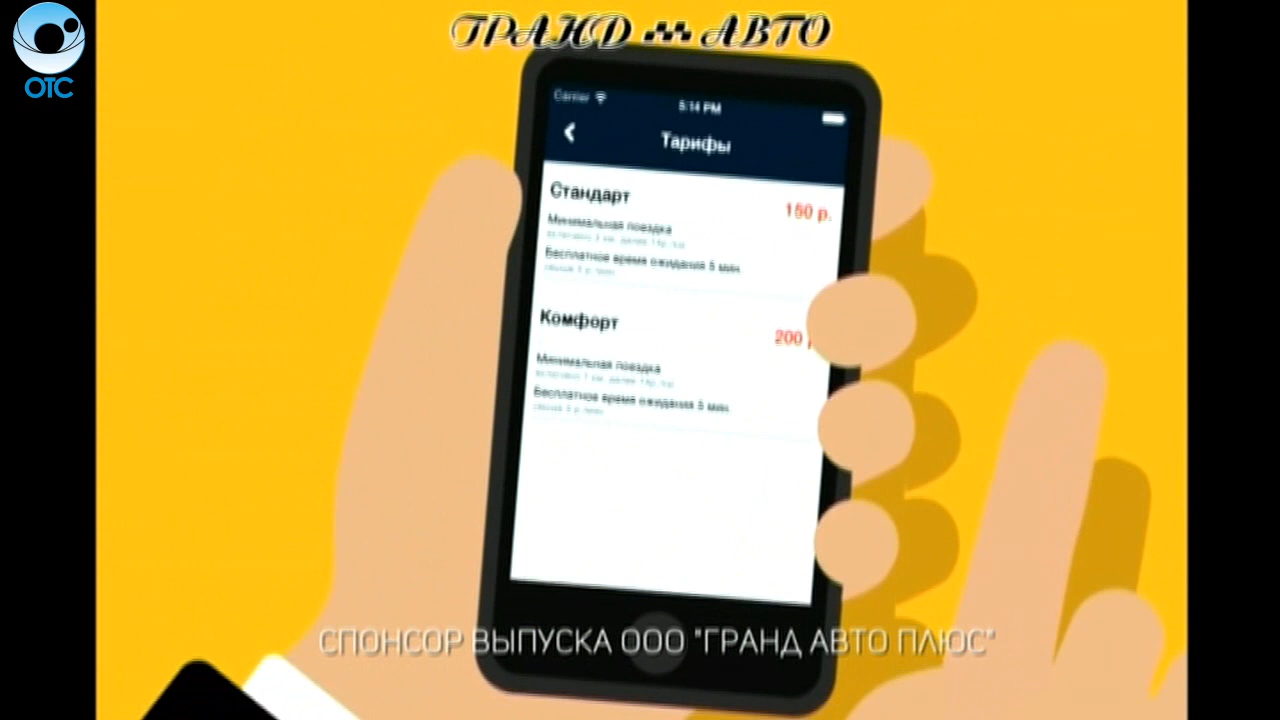 ГРАНД АВТО
ОТС
Carrier 5:14 PM
Тарифы
Стандарт
150 р.
Минимальная поездка
Бесплатное время ожидания 5 мин
Комфорт
200
Минимальная поездка
Бесплатное время ожидания 5 мин
СПОНСОР ВЫПУСКА ООО "ГРАНД АВТО ПЛЮС"